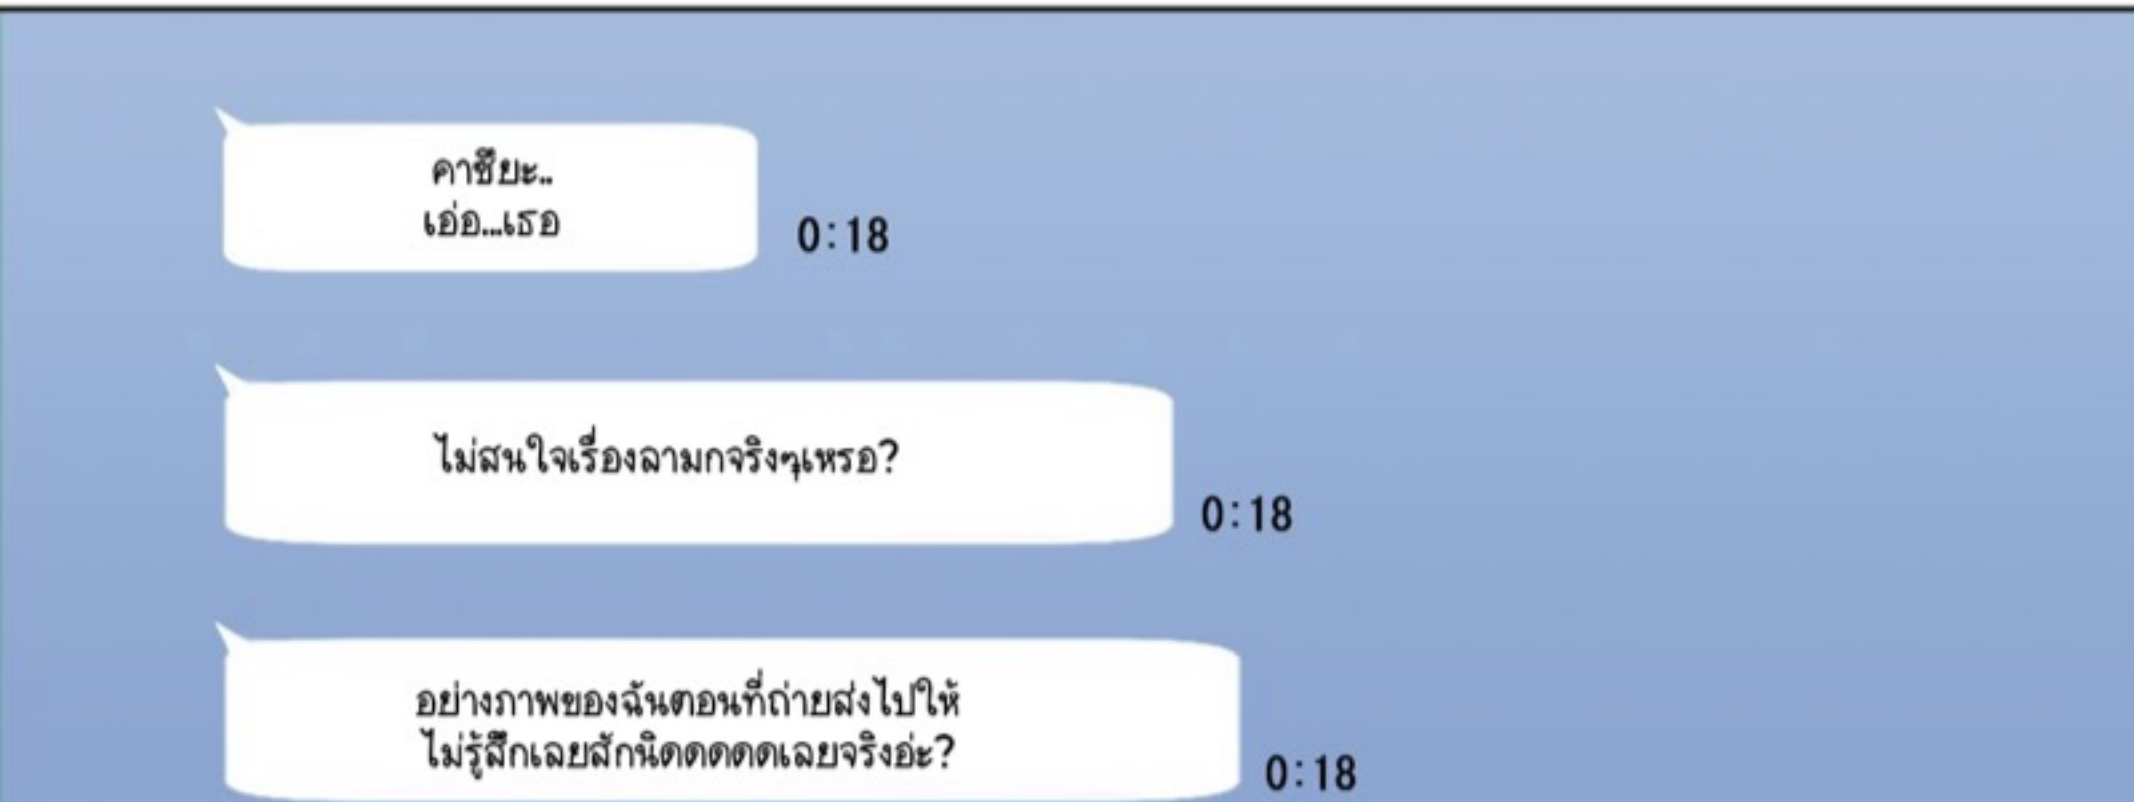 คาชียะ..
เอ่อ...เธอ
0:18
ไม่สนใจเรื่องลามกจริงๆเหรอ?
0:18
อย่างภาพของฉันตอนที่ถ่ายส่งไปให้
ไม่รู้สึกเลยสักนิดดดดดเลยจริงอ่ะ?
0:18